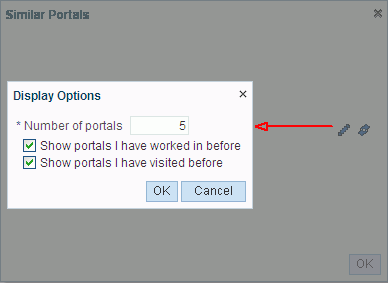 Similar Portals
Display Options
* Number of portals 5
Show portals I have worked in before
Show portals I have visited before
OK Cancel
OK